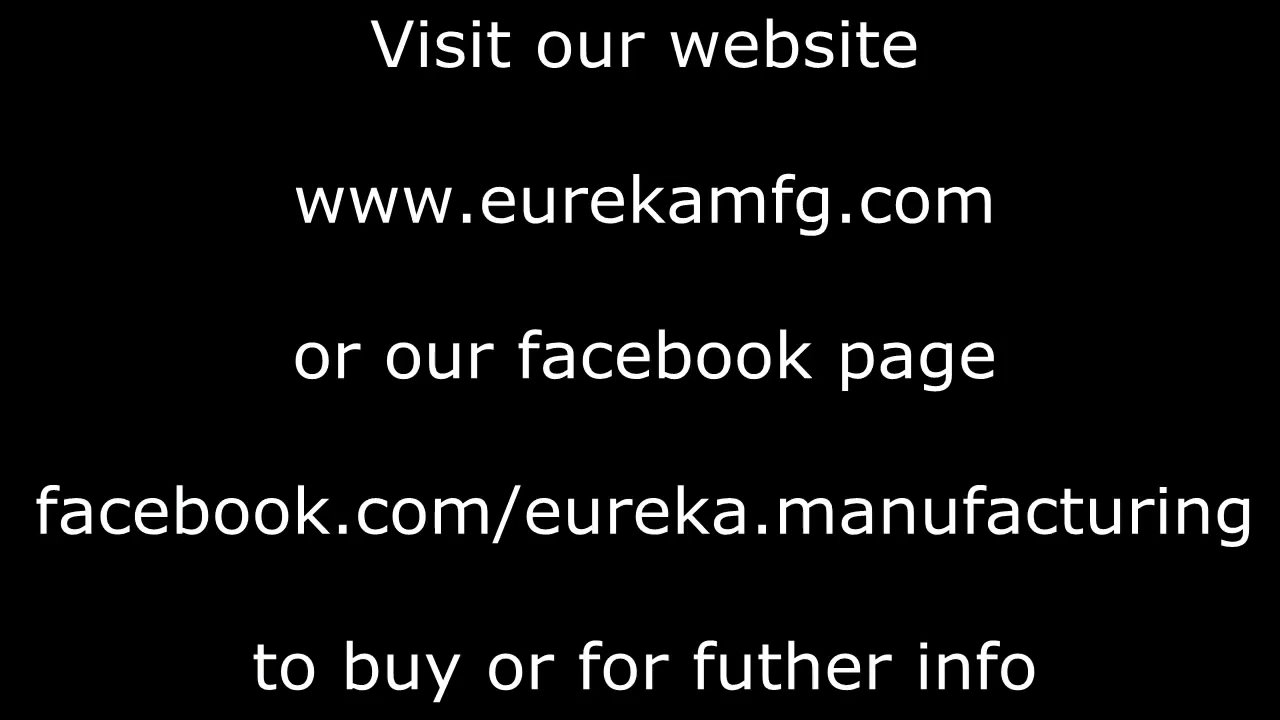 Visit our website
www.eurekamfg.com
or our facebook page
facebook.com/eureka.manufacturing
to buy or for futher info